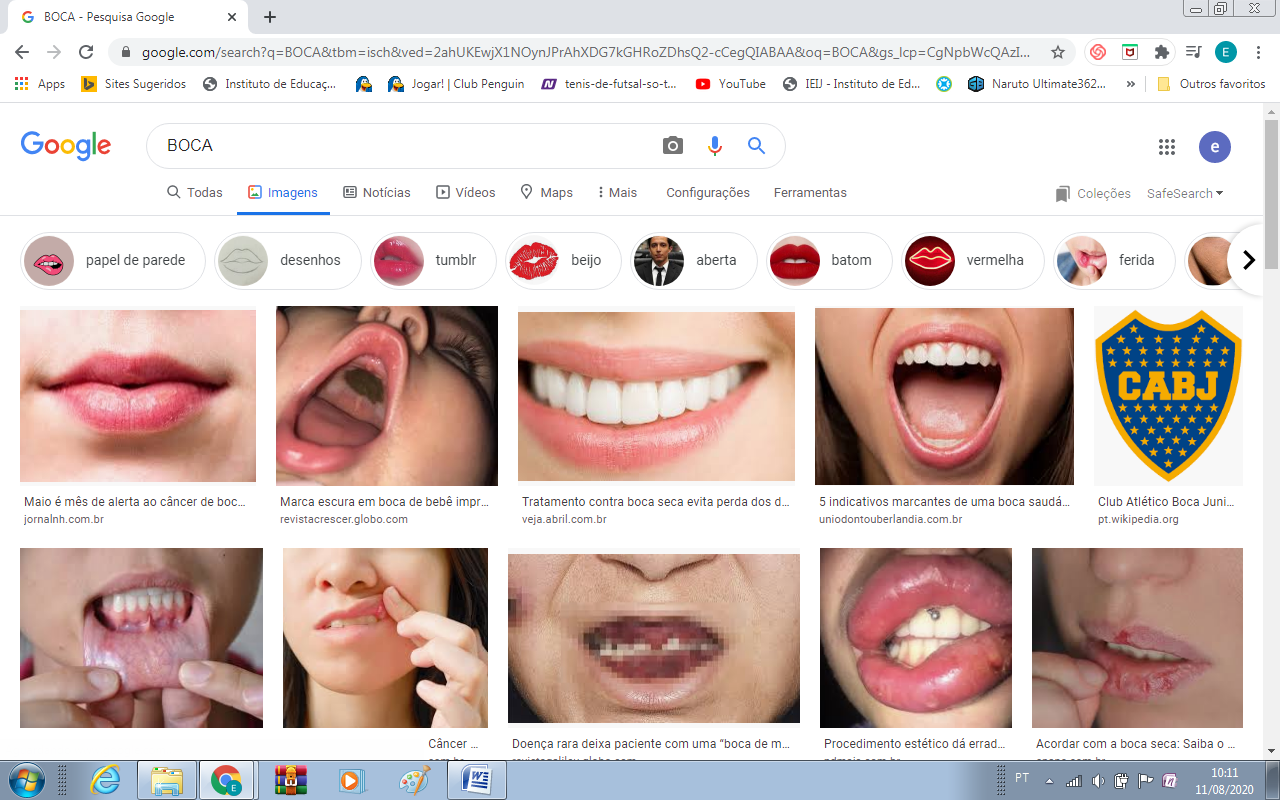 BOCA - Pesquisa Google
google.com/search?q=BOCA&tbm=isch&ved=2ahUKEwjX1NOynJPrAhXDG7kGHRoZDhsQ2-cCegQIABAA&oq=BOCA&gs_lcp=CgNpbWcQAzI...
E
Apps
Sites Sugeridos
Instituto de Educaç...
Jogar! | Club Penguin
tenis-de-futsal-so-t...
YouTube
IEIJ - Instituto de Ed...
Naruto Ultimate362...
»
Outros favoritos
Google
BOCA
e
Todas
Imagens
Notícias
Vídeos
Maps
Mais
Configurações
Ferramentas
Coleções
SafeSearch
papel de parede
desenhos
tumblr
beijo
aberta
batom
vermelha
ferida
CABJ
Maio é mês de alerta ao câncer de boc...
jornalnh.com.br
Marca escura em boca de bebê impr...
revistacrescer.globo.com
Tratamento contra boca seca evita perda dos d...
veja.abril.com.br
5 indicativos marcantes de uma boca saudá...
uniodontouberlandia.com.br
Club Atlético Boca Juni...
pt.wikipedia.org
Câncer ...
Doença rara deixa paciente com uma “boca de m...
Procedimento estético dá errad...
Acordar com a boca seca: Saiba o ...
PT
10:11
11/08/2020